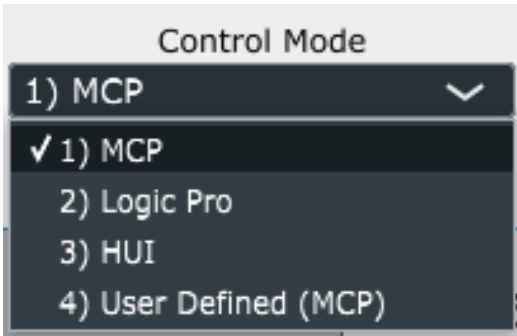 Control Mode
1) MCP
✓ 1) MCP
2) Logic Pro
3) HUI
4) User Defined (MCP)